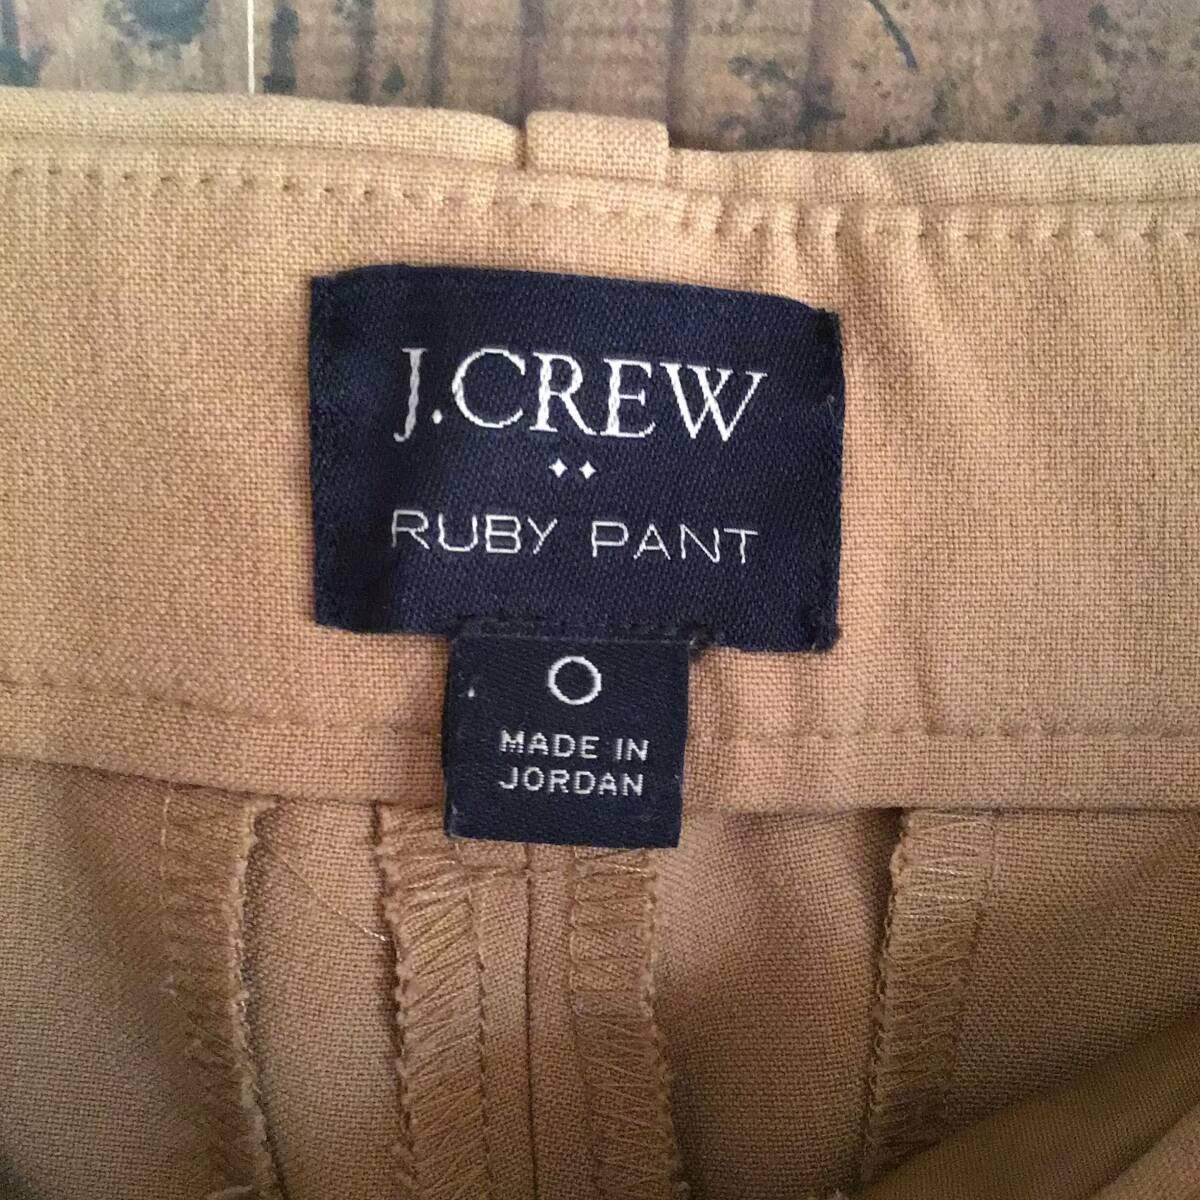 J.CREW
RUBY PANT
0
MADE IN
JORDAN